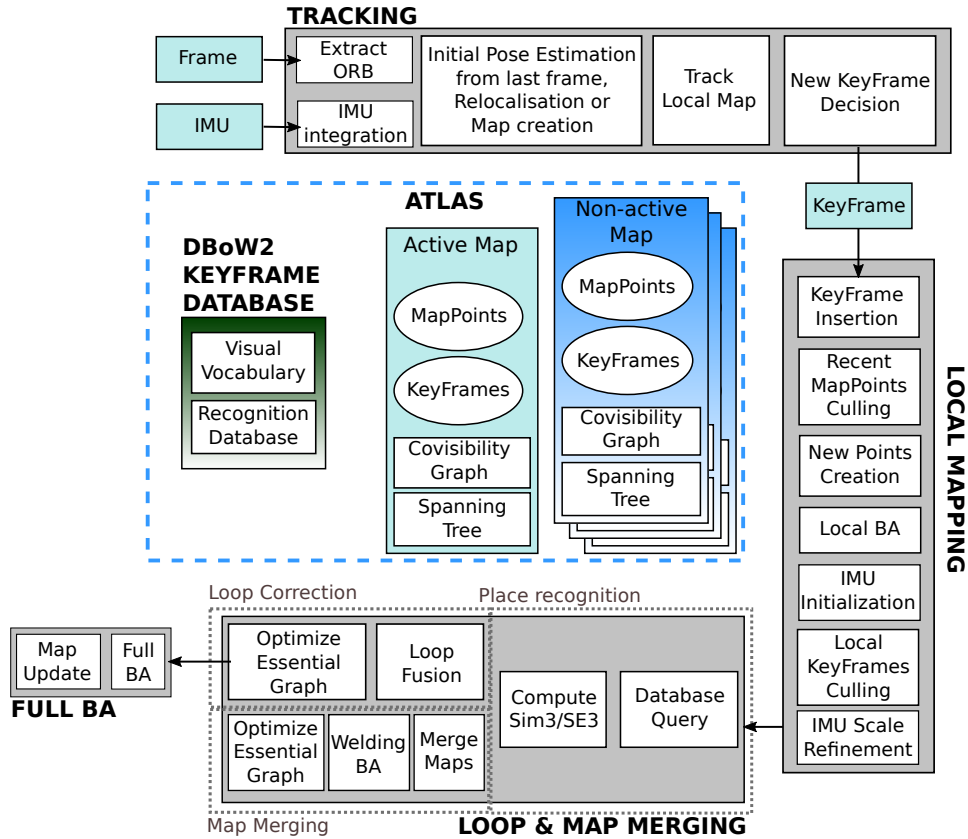 TRACKING
Frame
IMU
Extract
ORB
IMU
integration
Initial Pose Estimation
from last frame,
Relocalisation or
Map creation
Track
Local Map
New KeyFrame
Decision
KeyFrame
ATLAS
DBoW2
KEYFRAME
DATABASE
Visual
Vocabulary
Recognition
Database
Active Map
MapPoints
KeyFrames
Covisibility
Graph
Spanning
Tree
Non-active
Map
MapPoints
KeyFrames
Covisibility
Graph
Spanning
Tree
LOCAL MAPPING
KeyFrame
Insertion
Recent
MapPoints
Culling
New Points
Creation
Local BA
IMU
Initialization
Local
KeyFrames
Culling
IMU Scale
Refinement
Loop Correction
Place recognition
Optimize
Essential
Graph
Loop
Fusion
Compute
Sim3/SE3
Database
Query
Map
Update
Full
BA
FULL BA
Optimize
Essential
Graph
Welding
BA
Merge
Maps
Map Merging
LOOP & MAP MERGING